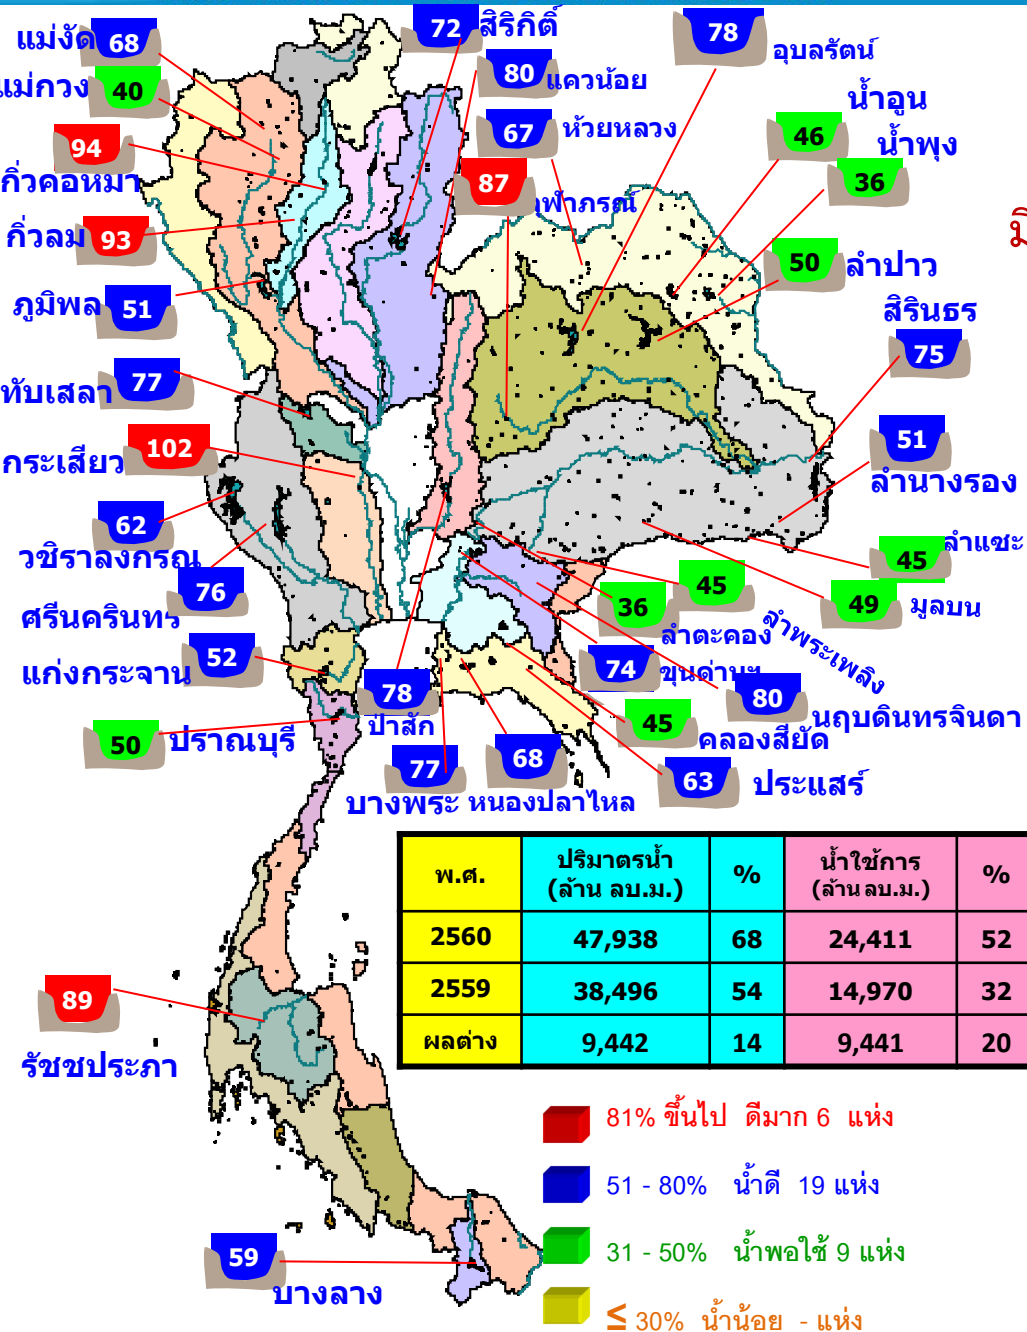 72 สิริกิติ์
78
แม่งัด 68
อุบลรัตน์
80 แควน้อย
แม่กวง 40
น้ำอูน
67 ห้วยหลวง
46
น้ำพุง
94
87
36
กิ่วคอหมา
ฬาภรณ์
มิ
กิ่วลม 93
50 ลำปาว
ภูมิพล 51
สิรินธร
75
ทับเสลา 77
กระเสียว 102
51
ลำนางรอง
62
วชิราลงกรณ
ลำแซะ
45
76
45
ศรีนครินทร์
36
49 มูลบน
ลำตะคอง
ลำพระเพลิง
แก่งกระจาน 52
74 ขุนด่านฯ
78
ป่าสัก
80 นฤบดินทรจินดา
50 ปราณบุรี
45 คลองสียัด
77
68
63 ประแสร์
บางพระ หนองปลาไหล
พ.ศ. ปริมาตรน้ำ (ล้าน ลบ.ม.) % น้ำใช้การ (ล้าน ลบ.ม.) %
2560 47,938 68 24,411 52
2559 38,496 54 14,970 32
ผลต่าง 9,442 14 9,441 20
89
รัชชประภา
81% ขึ้นไป ดีมาก 6 แห่ง
51 - 80% น้ำดี 19 แห่ง
31 - 50% น้ำพอใช้ 9 แห่ง
≤ 30% น้ำน้อย - แห่ง
59
บางลาง